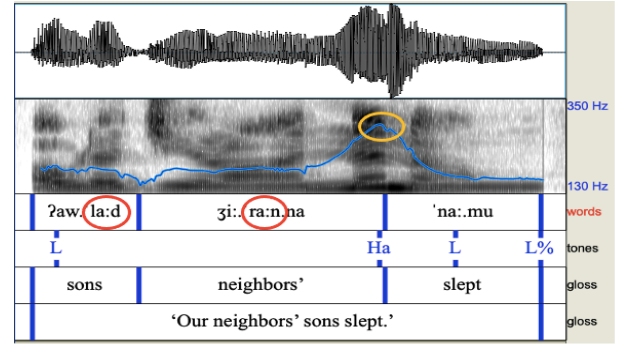 350 Hz
130 Hz
ʔaw. la:d ʒi:. ra:n.na ˈna:.mu words
L Ha L L% tones
sons neighbors’ slept gloss
‘Our neighbors’ sons slept.’ gloss